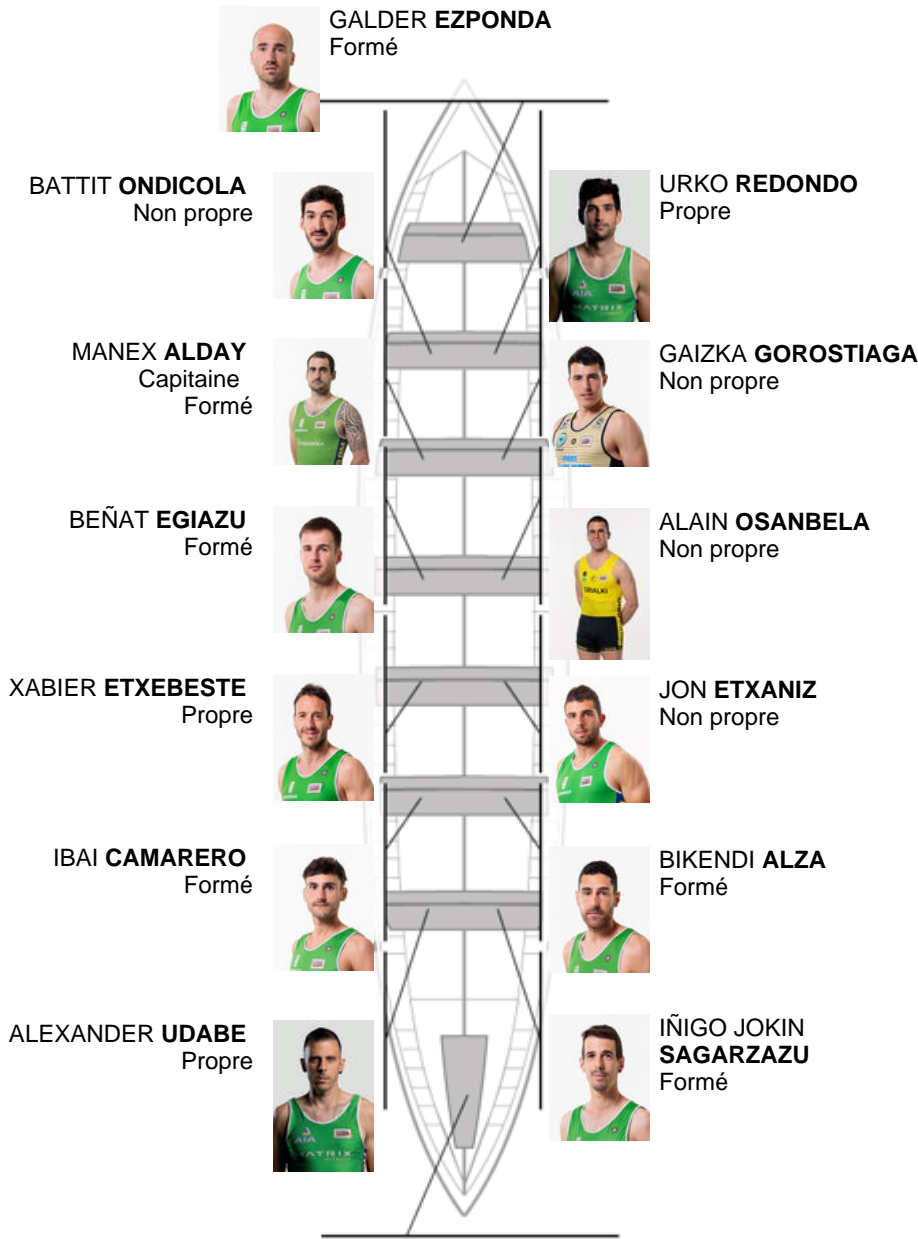 GALDER EZPONDA
Formé
BATTIT ONDICOLA
Non propre
URKO REDONDO
Propre
MANEX ALDAY
Capitaine
Formé
GAIZKA GOROSTIAGA
Non propre
BEÑAT EGIAZU
Formé
ALAIN OSANBELA
Non propre
XABIER ETXEBESTE
Propre
JON ETXANIZ
Non propre
IBAI CAMARERO
Formé
BIKENDI ALZA
Formé
ALEXANDER UDABE
Propre
IÑIGO JOKIN
SAGARZAZU
Formé
MATRIX
MATRIX